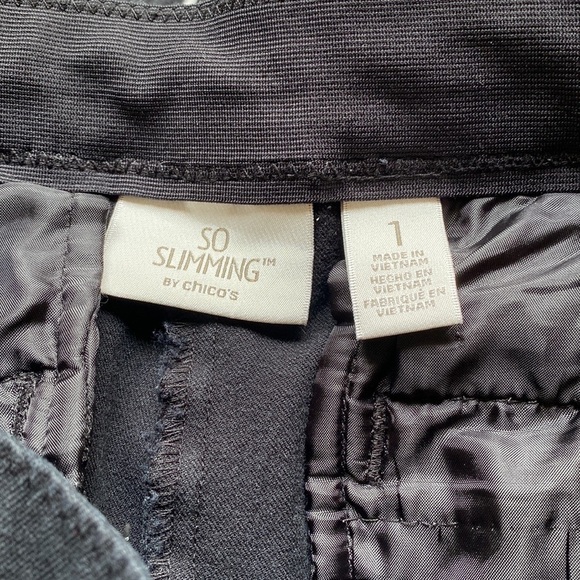 SO
SLIMMING™
BY CHICO'S
1
MADE IN
VIETNAM
HECHO EN
VIETNAM
FABRIQUÉ EN
VIETNAM